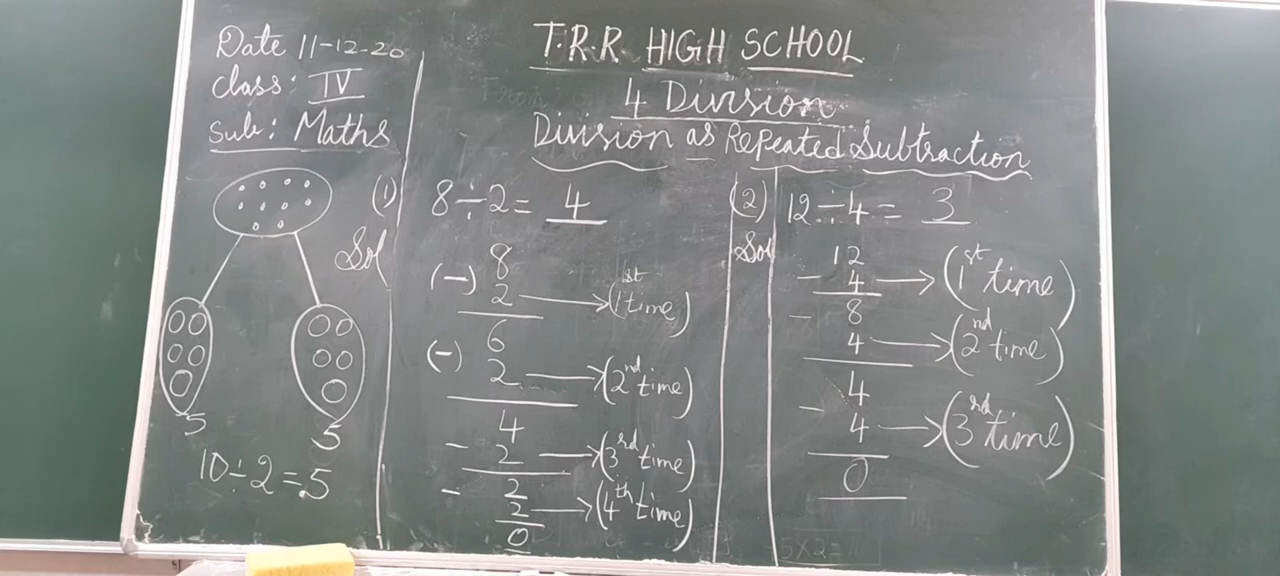 Date 11-12-20
Class: IV
Sub: Maths
T.R.R. HIGH SCHOOL
4 Division
Division as Repeated Subtraction
5
5
10÷2=5
(1) 8÷2= 4
Sol
8
(-) 2 → (1st time)
6
(-) 2 → (2nd time)
4
- 2 → (3rd time)
- 2
2 → (4th time)
0
(2) 12÷4= 3
Sol
12
- 4 → (1st time)
- 8
4 → (2nd time)
4
- 4 → (3rd time)
0